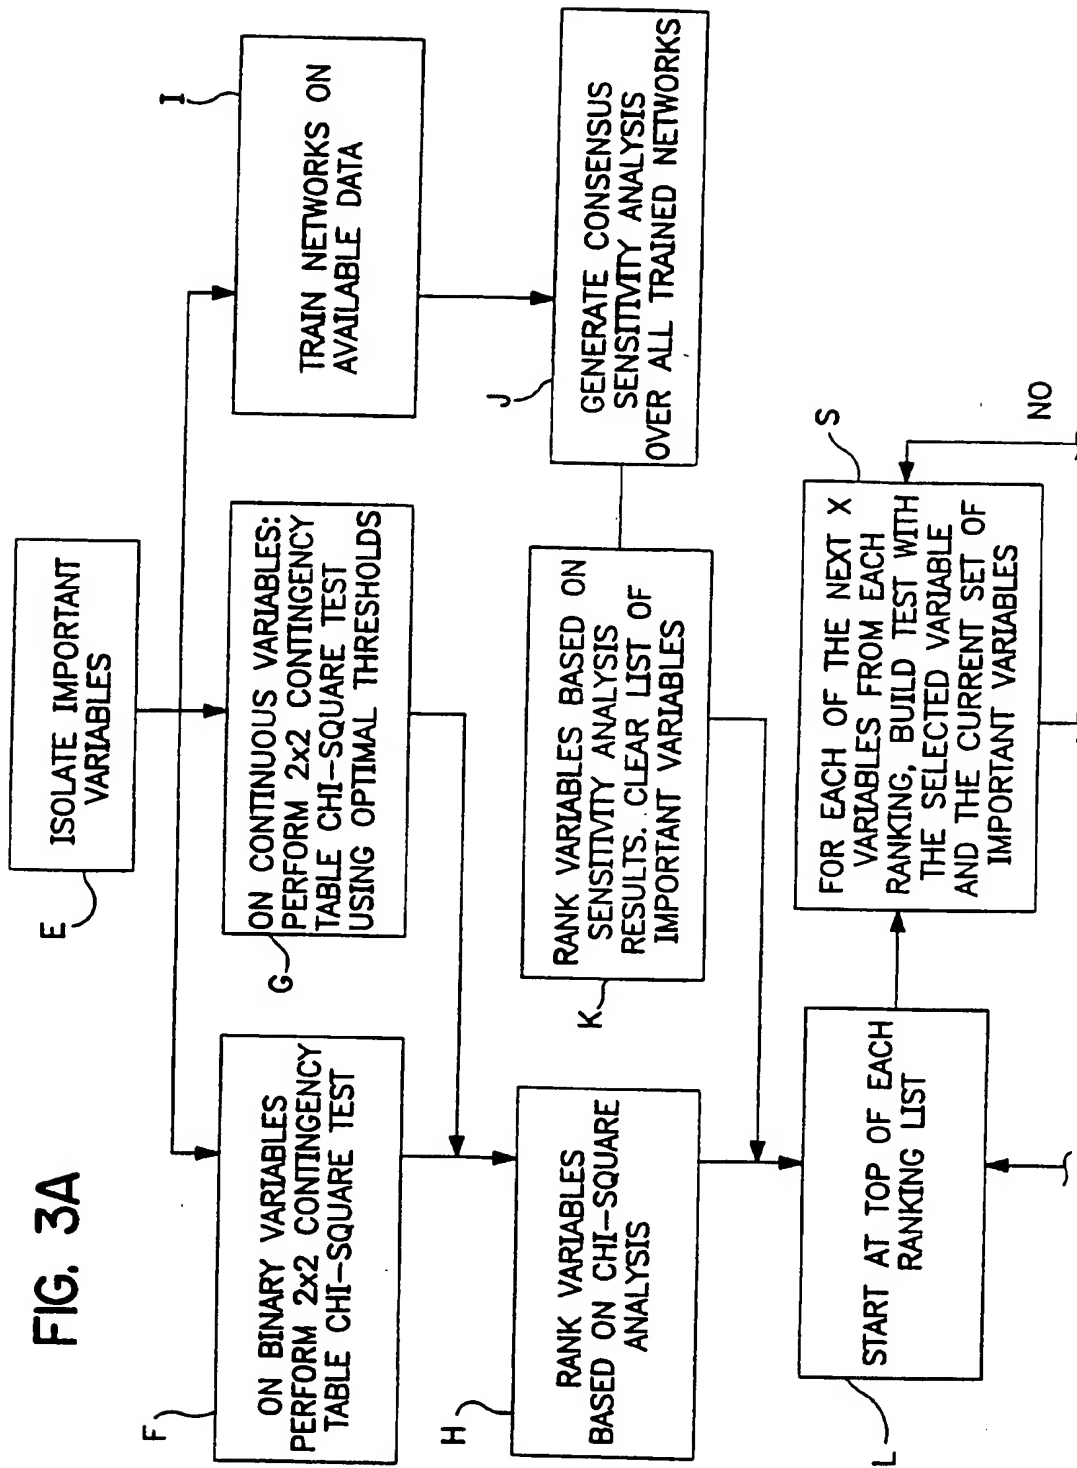 FIG. 3A
E
ISOLATE IMPORTANT
VARIABLES
F
ON BINARY VARIABLES
PERFORM 2x2 CONTINGENCY
TABLE CHI-SQUARE TEST
G
ON CONTINUOUS VARIABLES:
PERFORM 2x2 CONTINGENCY
TABLE CHI-SQUARE TEST
USING OPTIMAL THRESHOLDS
I
TRAIN NETWORKS ON
AVAILABLE DATA
H
RANK VARIABLES
BASED ON CHI-SQUARE
ANALYSIS
K
RANK VARIABLES BASED ON
SENSITIVITY ANALYSIS
RESULTS. CLEAR LIST OF
IMPORTANT VARIABLES
J
GENERATE CONSENSUS
SENSITIVITY ANALYSIS
OVER ALL TRAINED NETWORKS
L
START AT TOP OF EACH
RANKING LIST
S
FOR EACH OF THE NEXT X
VARIABLES FROM EACH
RANKING, BUILD TEST WITH
THE SELECTED VARIABLE
AND THE CURRENT SET OF
IMPORTANT VARIABLES
NO